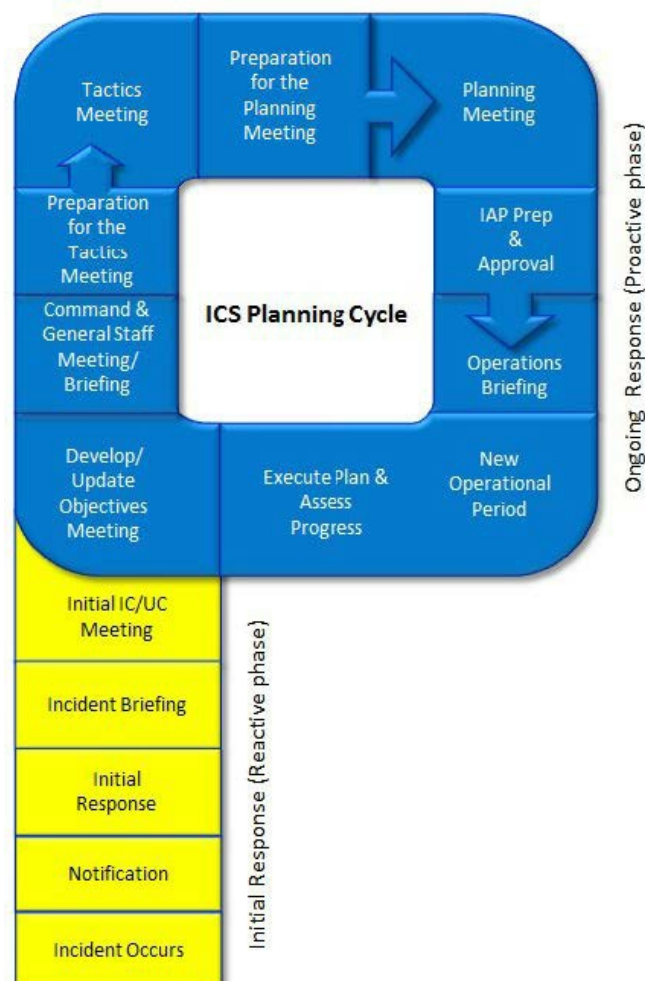 Tactics
Meeting
Preparation
for the
Planning
Meeting
Planning
Meeting
Preparation
for the
Tactics
Meeting
IAP Prep
&
Approval
ICS Planning Cycle
Command &
General Staff
Meeting/
Briefing
Operations
Briefing
Develop/
Update
Objectives
Meeting
Execute Plan &
Assess
Progress
New
Operational
Period
Ongoing Response (Proactive phase)
Initial IC/UC
Meeting
Incident Briefing
Initial
Response
Notification
Incident Occurs
Initial Response (Reactive phase)